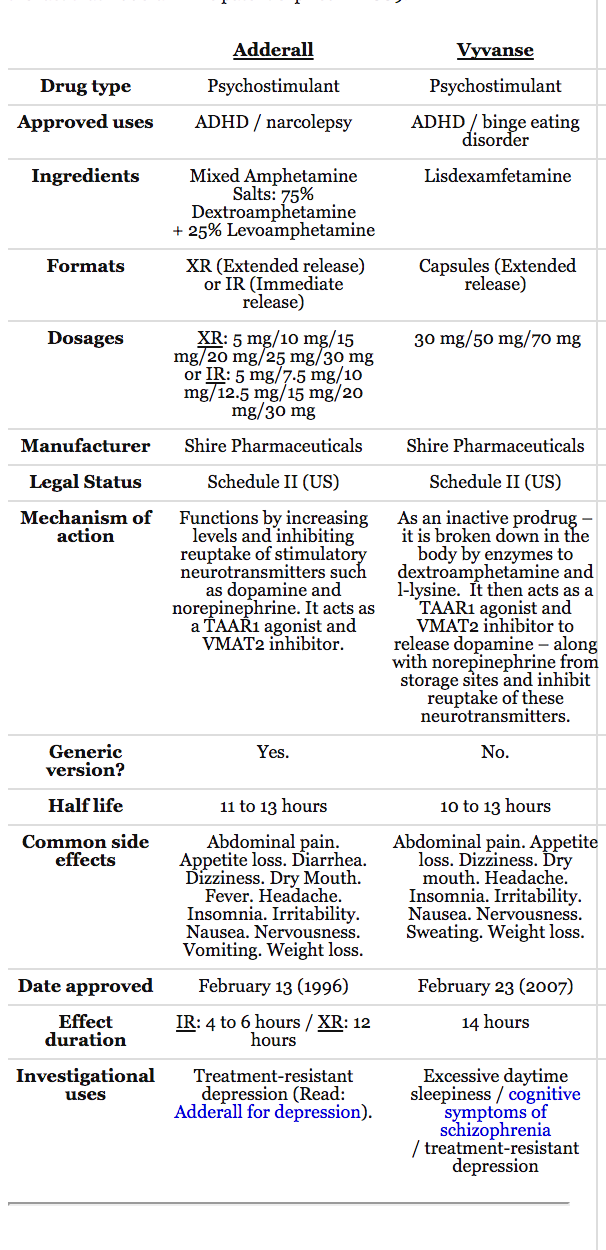 Adderall Vyvanse
Drug type Psychostimulant Psychostimulant
Approved uses ADHD / narcolepsy ADHD / binge eating
disorder
Ingredients Mixed Amphetamine Lisdexamfetamine
Salts: 75%
Dextroamphetamine
+ 25% Levoamphetamine
Formats XR (Extended release) Capsules (Extended
or IR (Immediate release)
release)
Dosages XR: 5 mg/10 mg/15 30 mg/50 mg/70 mg
mg/20 mg/25 mg/30 mg
or IR: 5 mg/7.5 mg/10
mg/12.5 mg/15 mg/20
mg/30 mg
Manufacturer Shire Pharmaceuticals Shire Pharmaceuticals
Legal Status Schedule II (US) Schedule II (US)
Mechanism of action
Functions by increasing
levels and inhibiting
reuptake of stimulatory
neurotransmitters such
as dopamine and
norepinephrine. It acts as
a TAAR1 agonist and
VMAT2 inhibitor.
As an inactive prodrug –
it is broken down in the
body by enzymes to
dextroamphetamine and
l-lysine. It then acts as a
TAAR1 agonist and
VMAT2 inhibitor to
release dopamine – along
with norepinephrine from
storage sites and inhibit
reuptake of these
neurotransmitters.
Generic
version?
Yes. No.
Half life 11 to 13 hours 10 to 13 hours
Common side
effects
Abdominal pain.
Appetite loss. Diarrhea.
Dizziness. Dry Mouth.
Fever. Headache.
Insomnia. Irritability.
Nausea. Nervousness.
Vomiting. Weight loss.
Abdominal pain. Appetite
loss. Dizziness. Dry
mouth. Headache.
Insomnia. Irritability.
Nausea. Nervousness.
Sweating. Weight loss.
Date approved February 13 (1996) February 23 (2007)
Effect
duration
IR: 4 to 6 hours / XR: 12
hours
14 hours
Investigational
uses
Treatment-resistant
depression (Read:
Adderall for depression).
Excessive daytime
sleepiness / cognitive
symptoms of
schizophrenia
/ treatment-resistant
depression